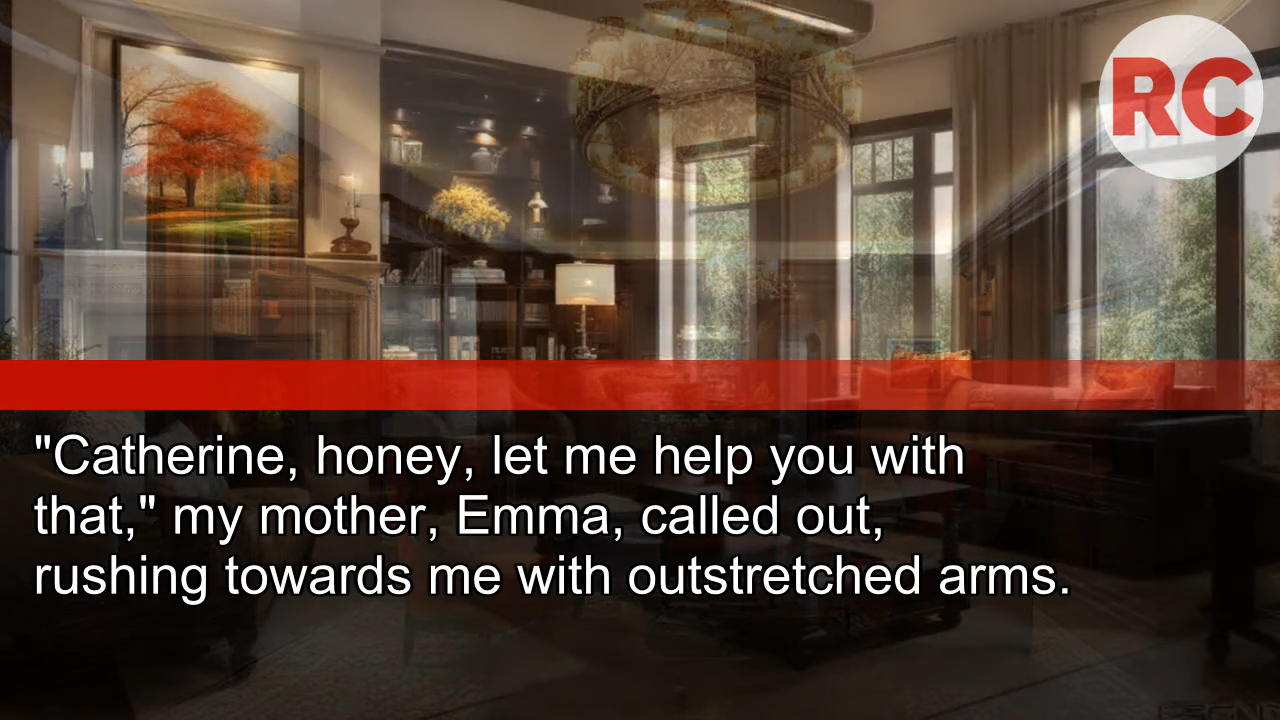 RC
"Catherine, honey, let me help you with
that," my mother, Emma, called out,
rushing towards me with outstretched arms.